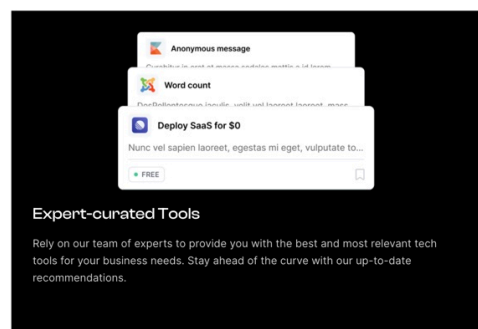 Anonymous message
Word count
Deploy SaaS for $0
Nunc vel sapien laoreet, egestas mi eget, vulputate to...
FREE
Expert-curated Tools
Rely on our team of experts to provide you with the best and most relevant tech
tools for your business needs. Stay ahead of the curve with our up-to-date
recommendations.